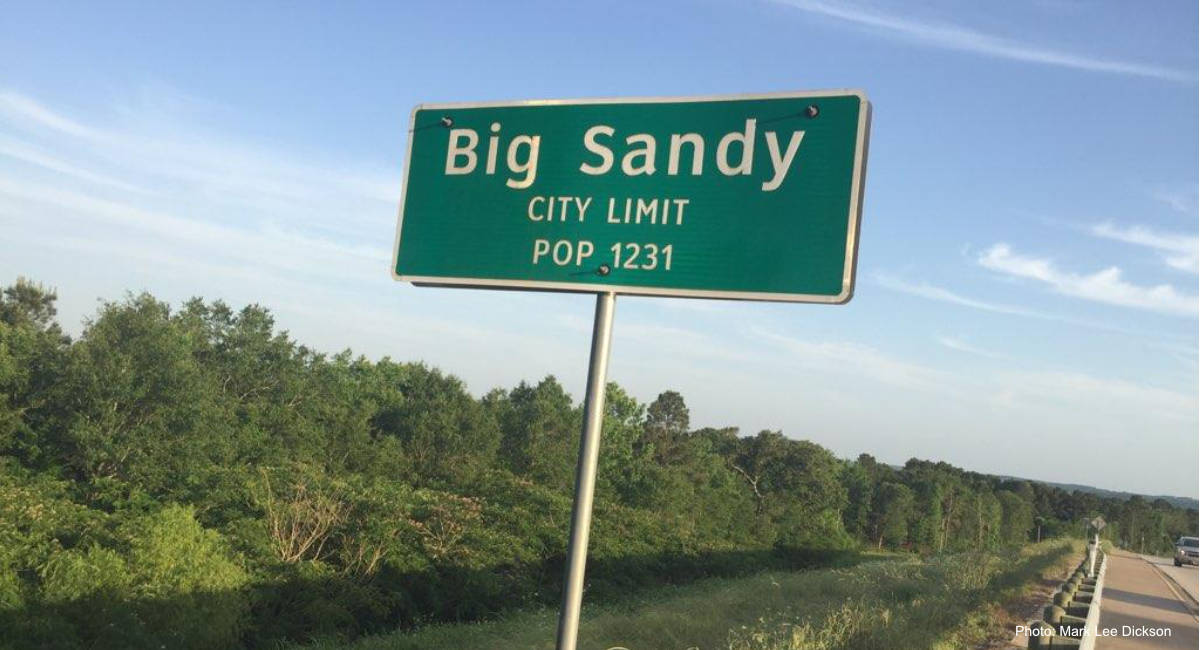 Big Sandy
CITY LIMIT
POP 1231
Photo: Mark Lee Dickson